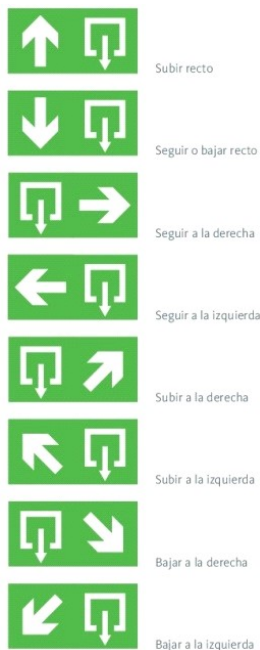 Subir recto
Seguir o bajar recto
Seguir a la derecha
Seguir a la izquierda
Subir a la derecha
Subir a la izquierda
Bajar a la derecha
Bajar a la izquierda